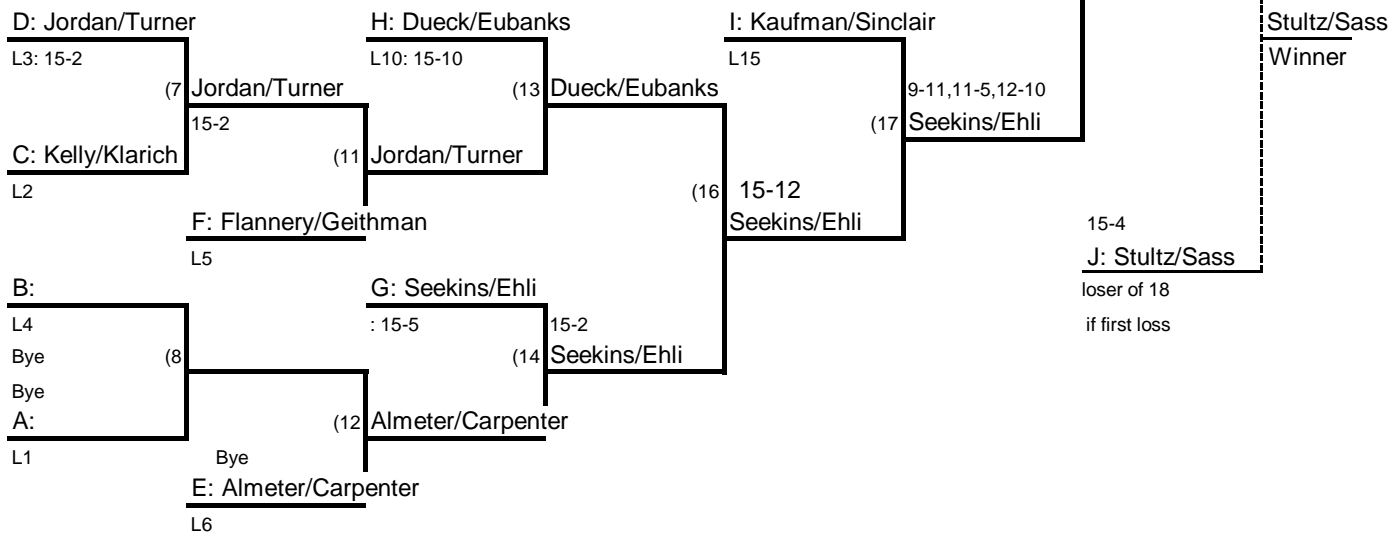 D: Jordan/Turner
H: Dueck/Eubanks
I: Kaufman/Sinclair
Stultz/Sass
L3: 15-2
L10: 15-10
L15
Winner
(7
Jordan/Turner
(13
Dueck/Eubanks
9-11,11-5,12-10
15-2
(17
Seekins/Ehli
C: Kelly/Klarich
(11
Jordan/Turner
L2
(16
15-12
F: Flannery/Geithman
Seekins/Ehli
15-4
L5
J: Stultz/Sass
B:
G: Seekins/Ehli
loser of 18
L4
: 15-5
15-2
if first loss
Bye
(8
(14
Seekins/Ehli
Bye
A:
(12
Almeter/Carpenter
L1
Bye
E: Almeter/Carpenter
L6